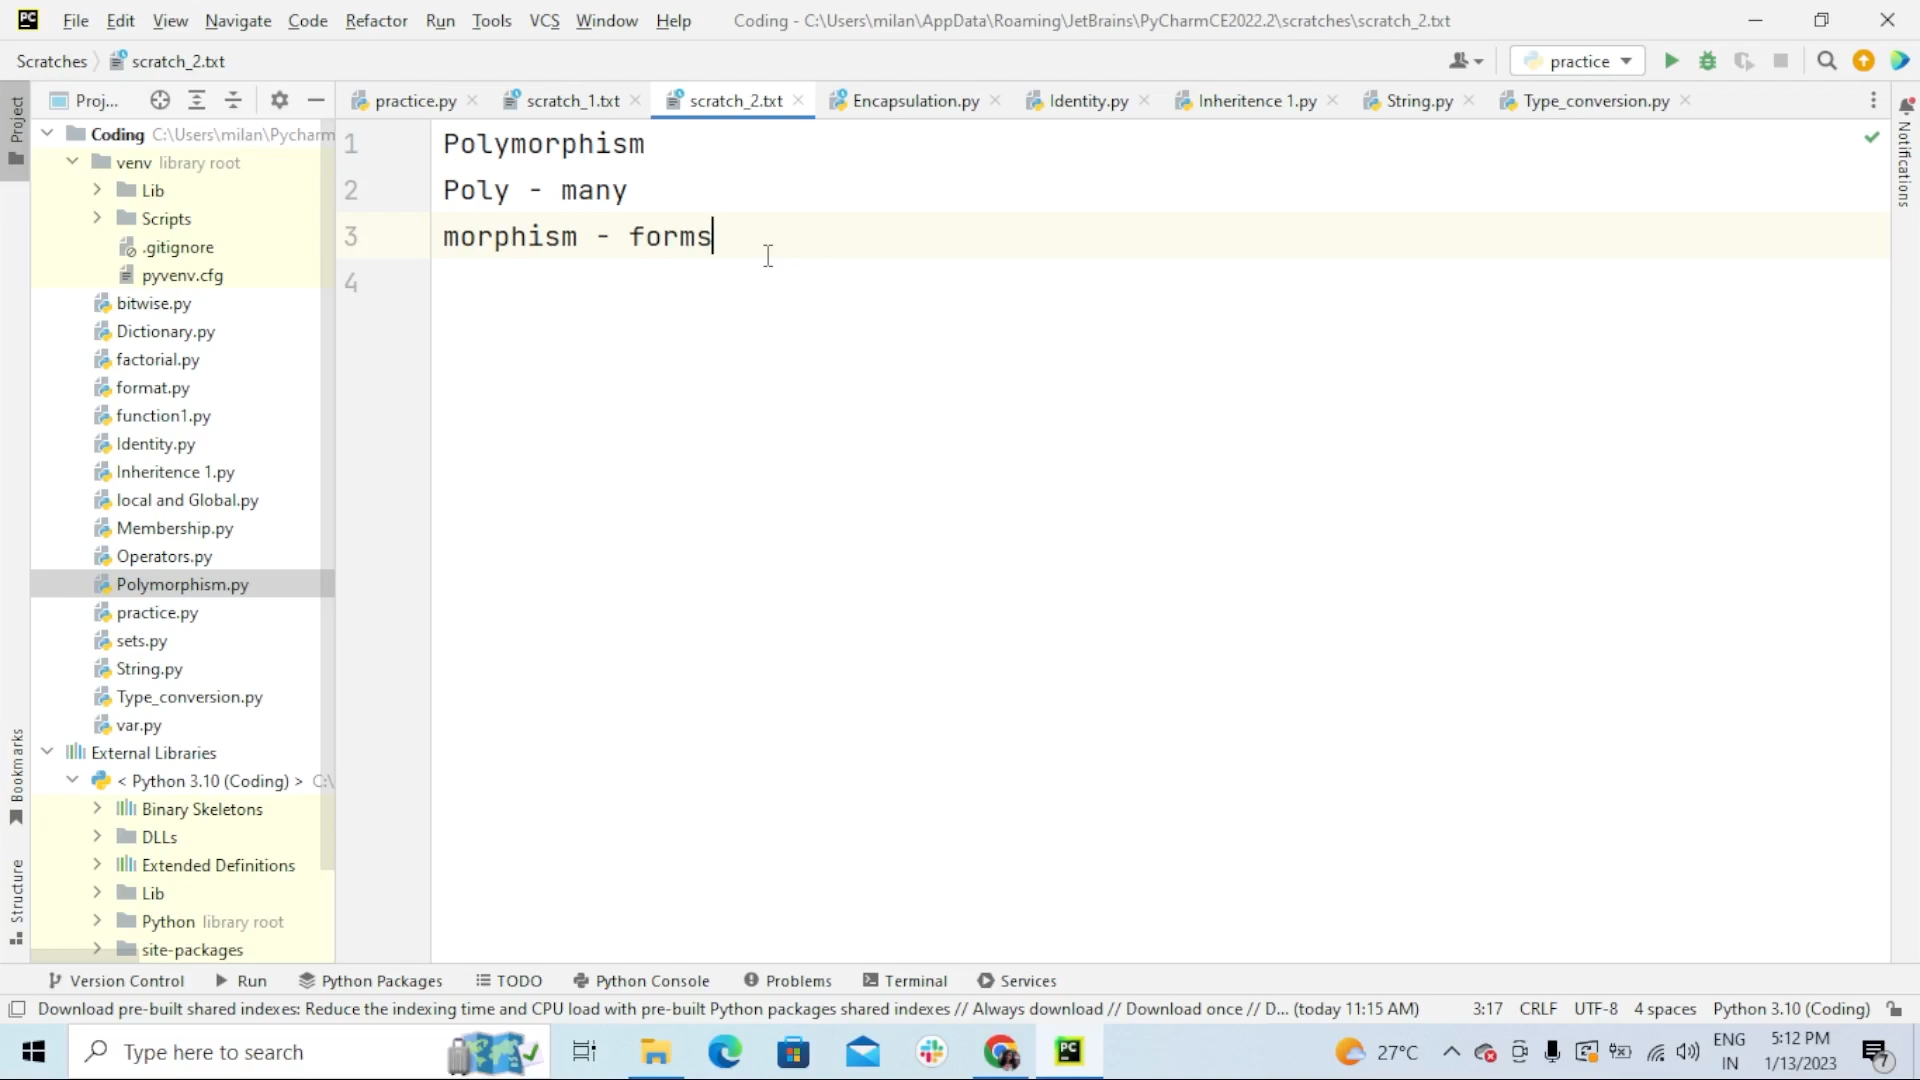 PC File Edit View Navigate Code Refactor Run Tools VCS Window Help Coding - C:\Users\milan\AppData\Roaming\JetBrains\PyCharmCE2022.2\scratches\scratch_2.txt
Scratches scratch_2.txt practice
Proj... practice.py scratch_1.txt scratch_2.txt Encapsulation.py Identity.py Inheritence 1.py String.py Type_conversion.py
Project
Notifications
Bookmarks
Structure
Coding C:\Users\milan\Pycharm
venv library root
Lib
Scripts
.gitignore
pyvenv.cfg
bitwise.py
Dictionary.py
factorial.py
format.py
function1.py
Identity.py
Inheritence 1.py
local and Global.py
Membership.py
Operators.py
Polymorphism.py
practice.py
sets.py
String.py
Type_conversion.py
var.py
External Libraries
< Python 3.10 (Coding) > C:\
Binary Skeletons
DLLs
Extended Definitions
Lib
Python library root
site-packages
1 Polymorphism
2 Poly - many
3 morphism - forms
4
Version Control Run Python Packages TODO Python Console Problems Terminal Services
Download pre-built shared indexes: Reduce the indexing time and CPU load with pre-built Python packages shared indexes // Always download // Download once // D... (today 11:15 AM) 3:17 CRLF UTF-8 4 spaces Python 3.10 (Coding)
Type here to search PC 27°C ENG 5:12 PM
IN 1/13/2023 7